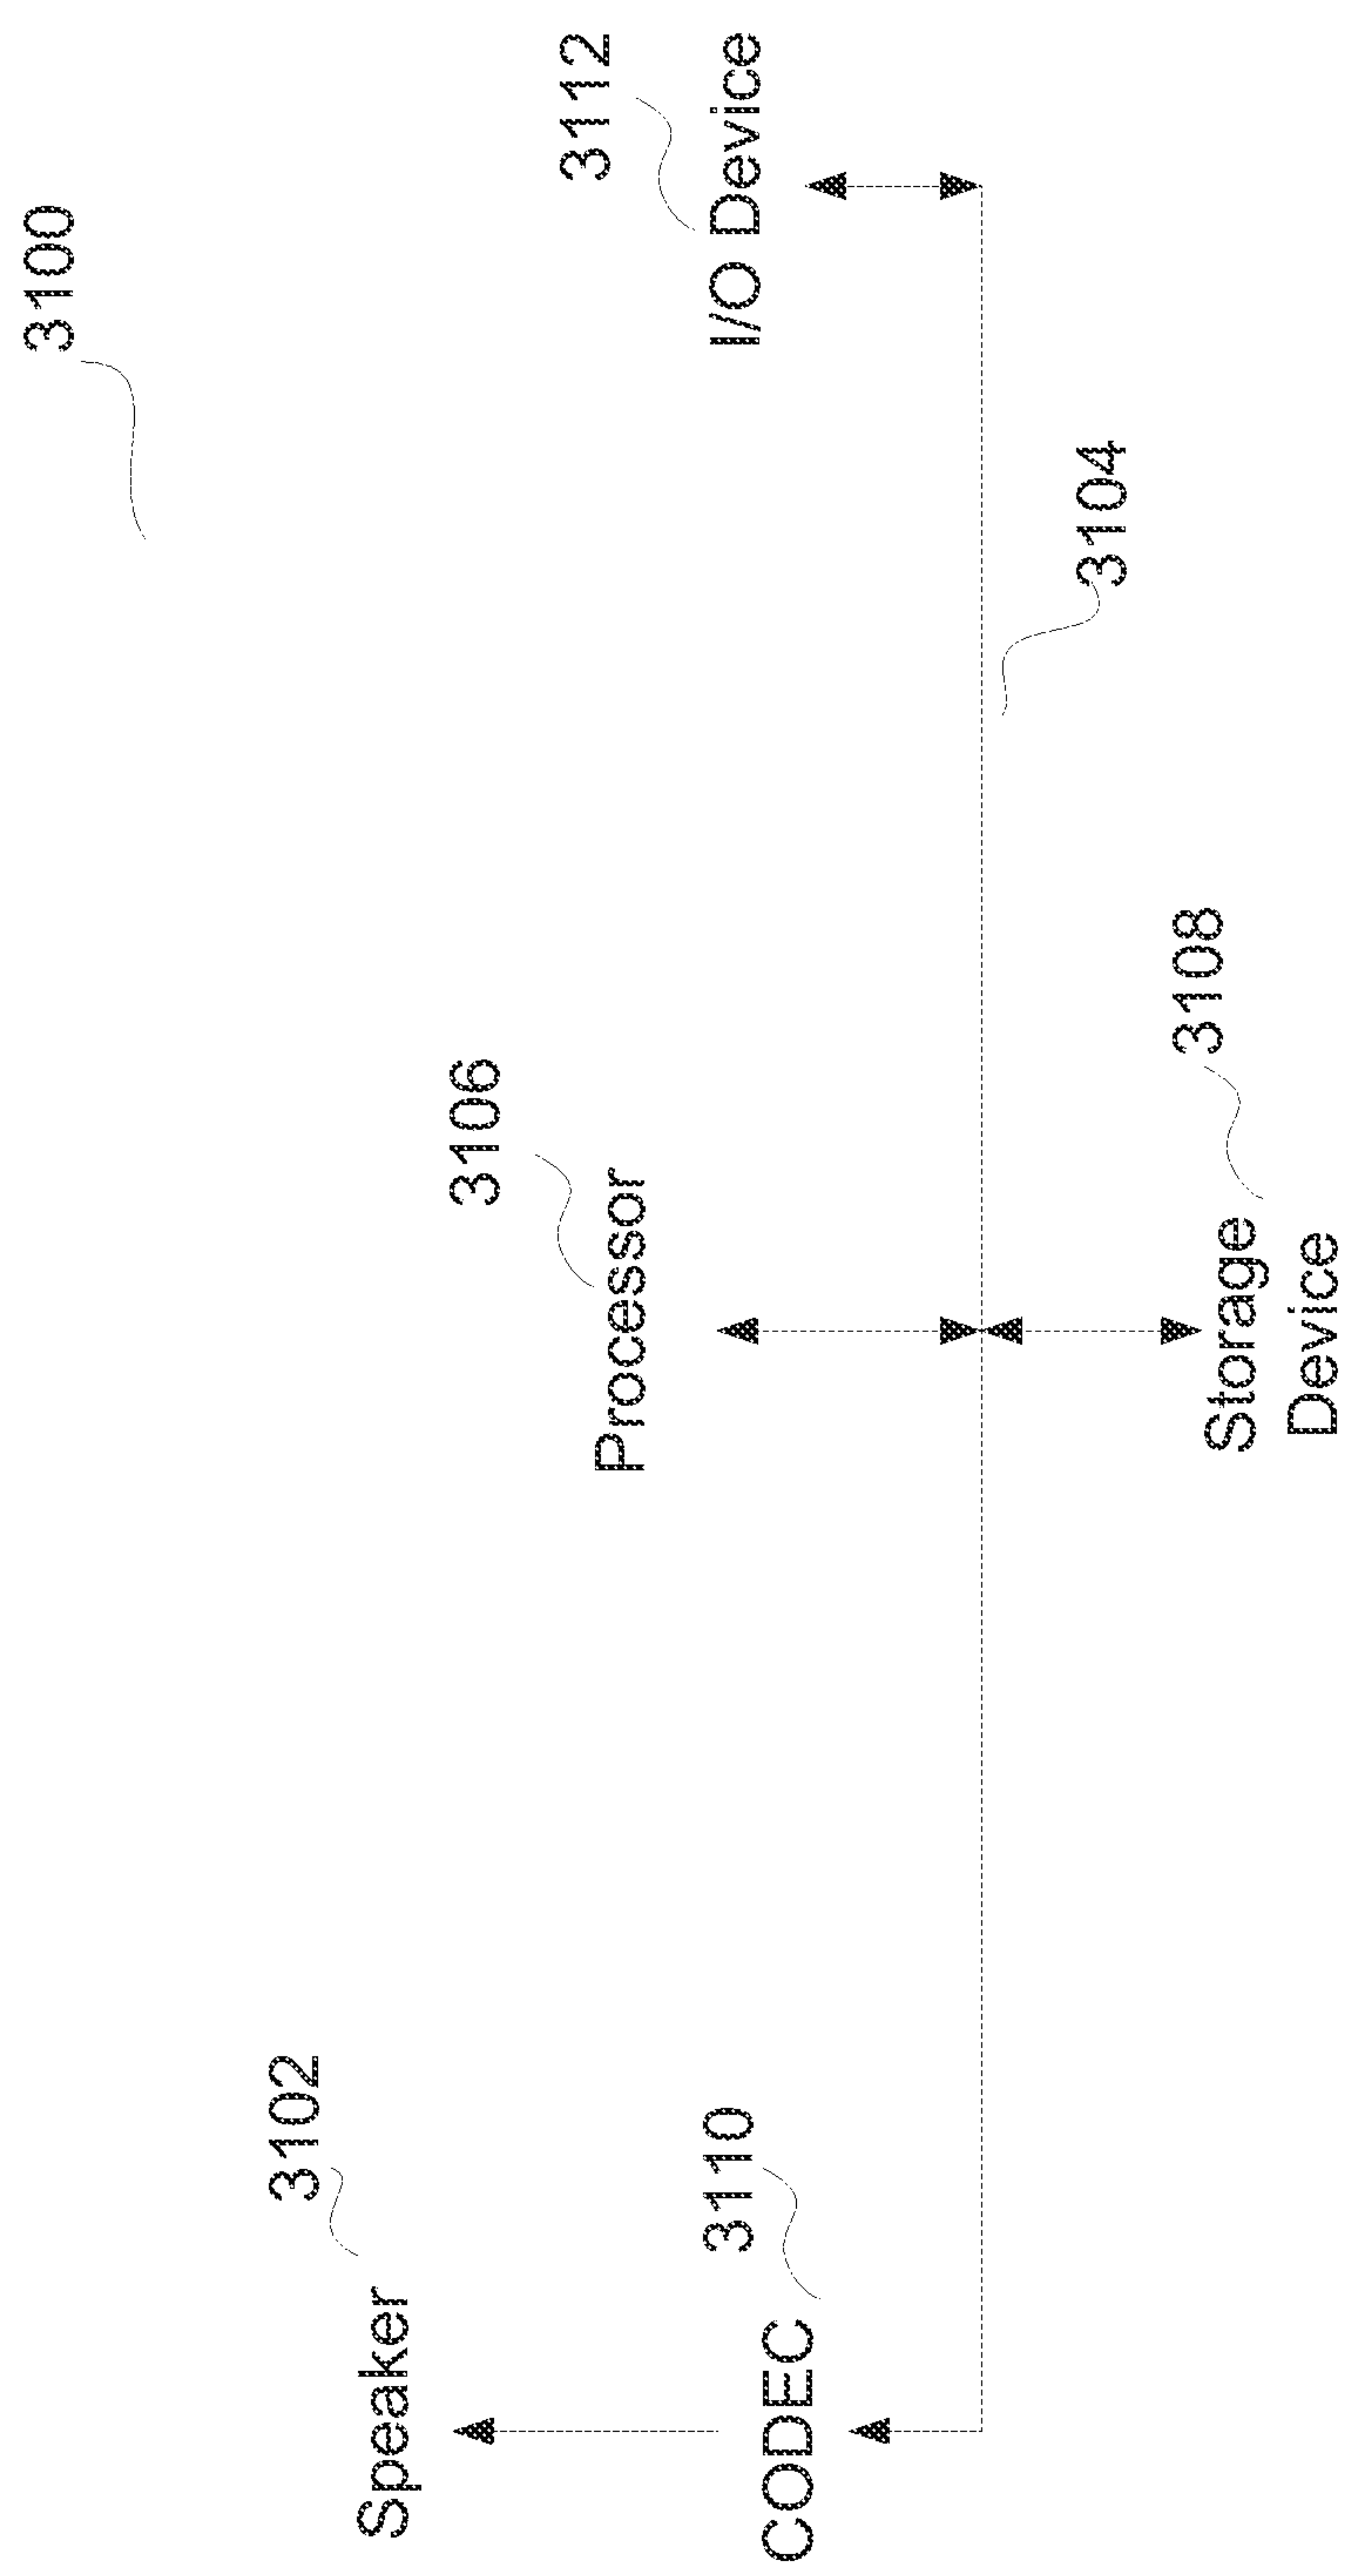 3100
3102
Speaker
3106
3112
Processor
3110
I/O Device
CODEC
3104
3108
Storage
Device